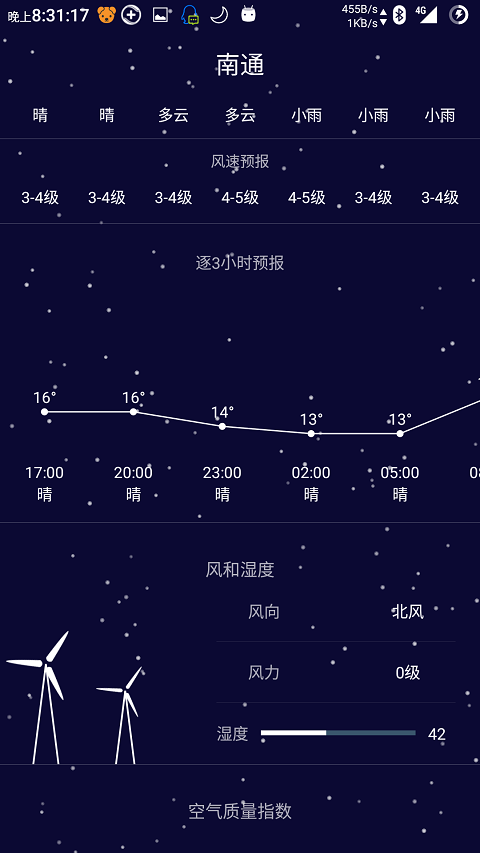 晚上8:31:17 455B/s 1KB/s 4G
南通
晴 晴 多云 多云 小雨 小雨 小雨
风速预报
3-4级 3-4级 3-4级 4-5级 4-5级 3-4级 3-4级
逐3小时预报
16° 16° 14° 13° 13°
17:00 20:00 23:00 02:00 05:00
晴 晴 晴 晴 晴
风和湿度
风向 北风
风力 0级
湿度 42
空气质量指数